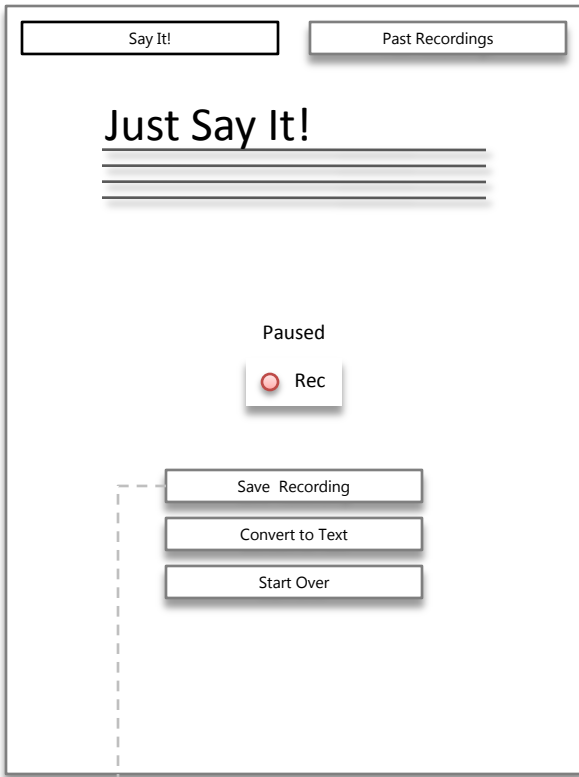 Say It!
Past Recordings
Just Say It!
Paused
Rec
Save Recording
Convert to Text
Start Over